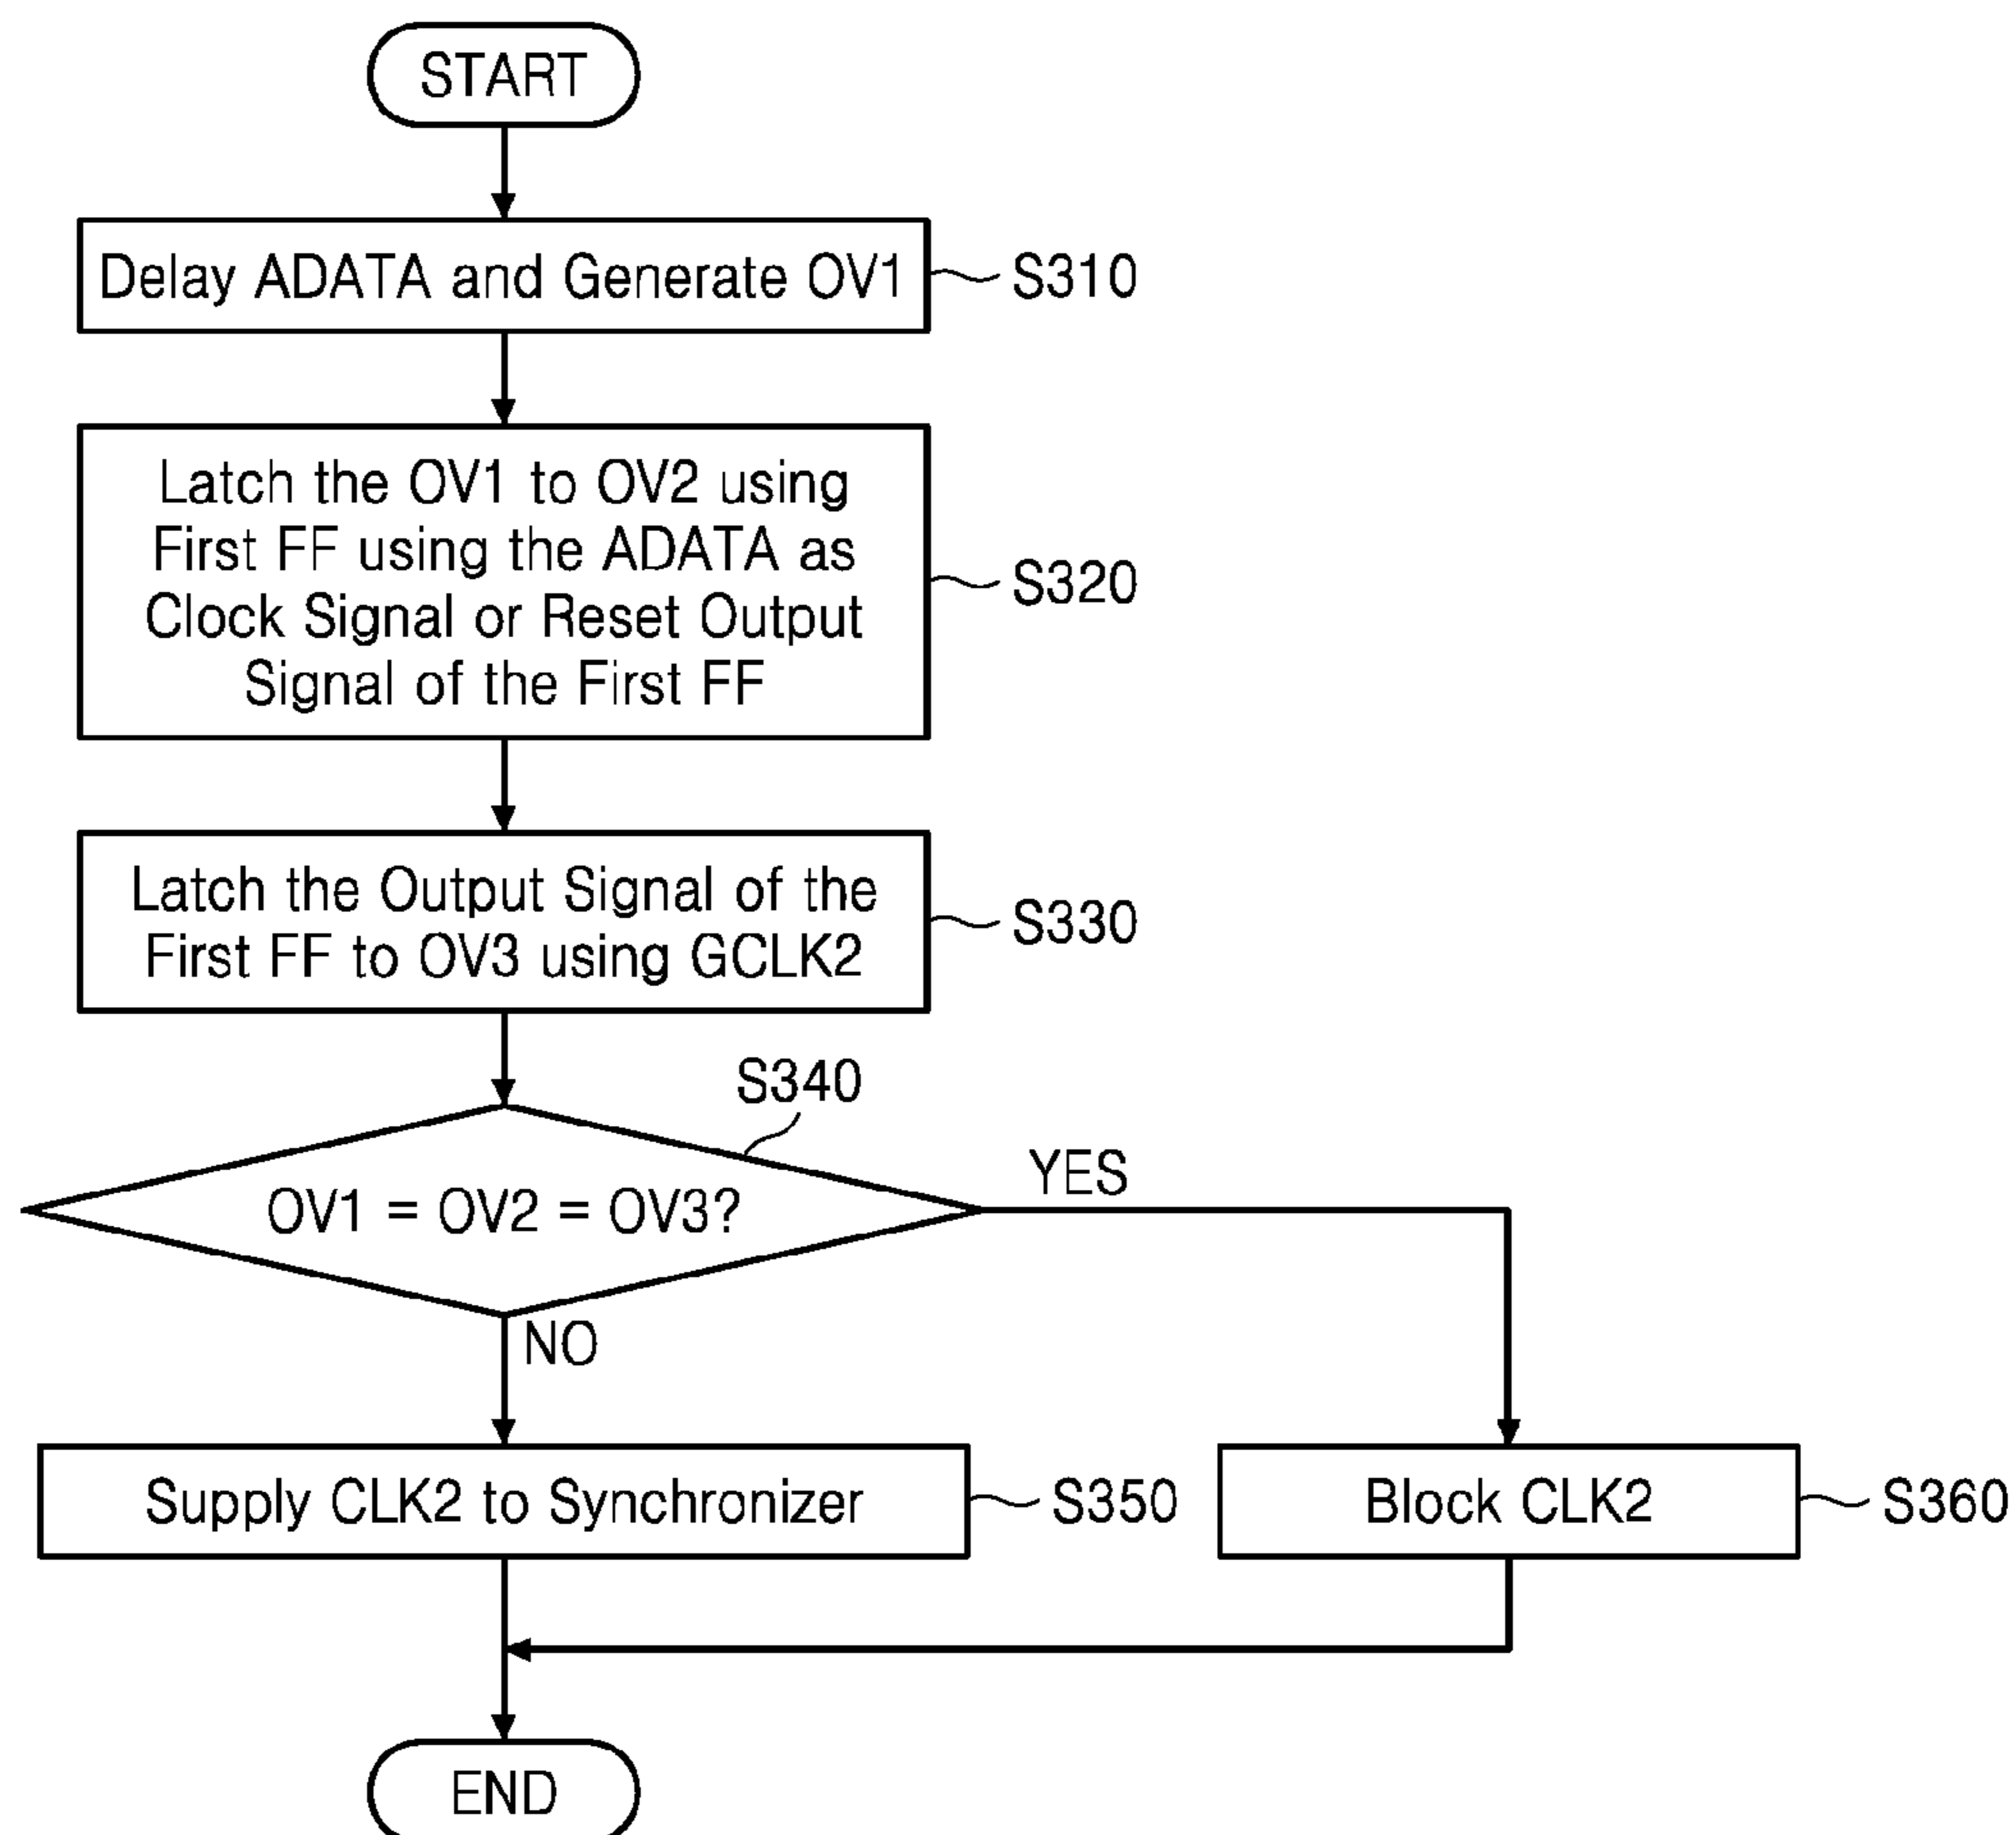 START
Delay ADATA and Generate OV1
S310
Latch the OV1 to OV2 using
First FF using the ADATA as
Clock Signal or Reset Output
Signal of the First FF
S320
Latch the Output Signal of the
First FF to OV3 using GCLK2
S330
S340
OV1 = OV2 = OV3?
YES
NO
Supply CLK2 to Synchronizer
S350
Block CLK2
S360
END